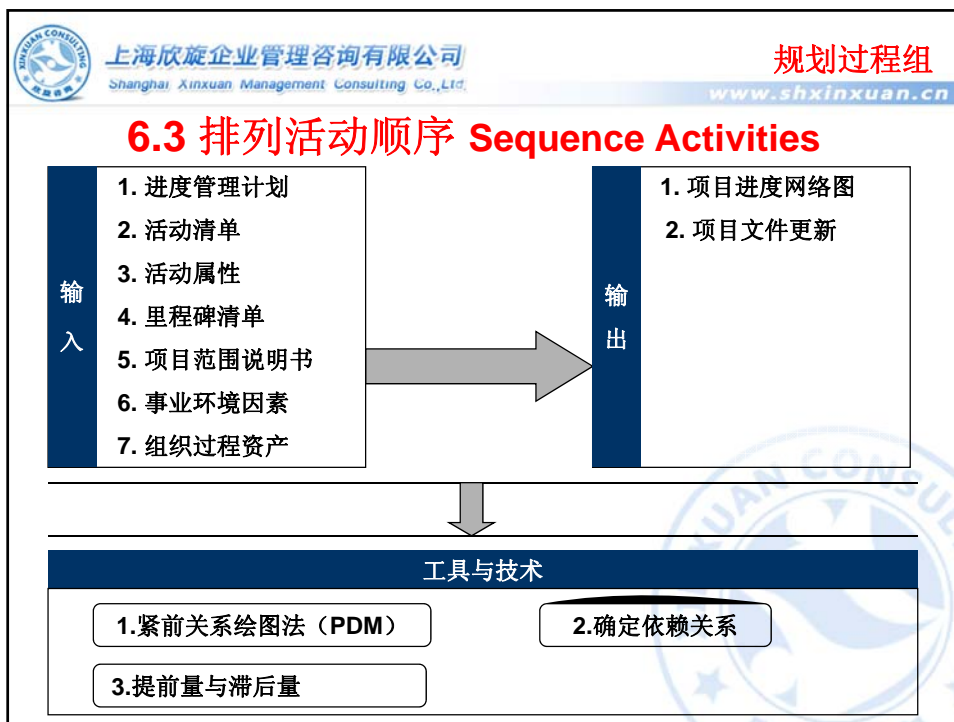 上海欣旋企业管理咨询有限公司
Shanghai Xinxuan Management Consulting Co.,Ltd.
规划过程组
www.shxinxuan.cn
6.3 排列活动顺序 Sequence Activities
输入
1. 进度管理计划
2. 活动清单
3. 活动属性
4. 里程碑清单
5. 项目范围说明书
6. 事业环境因素
7. 组织过程资产
输出
1. 项目进度网络图
2. 项目文件更新
工具与技术
1.紧前关系绘图法（PDM）
2.确定依赖关系
3.提前量与滞后量